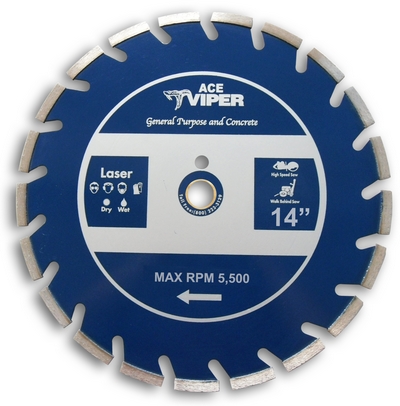 ACE
VIPER
General Purpose and Concrete
Laser
Dry Wet
High Speed Saw
Walk Behind Saw
14”
MAX RPM 5,500